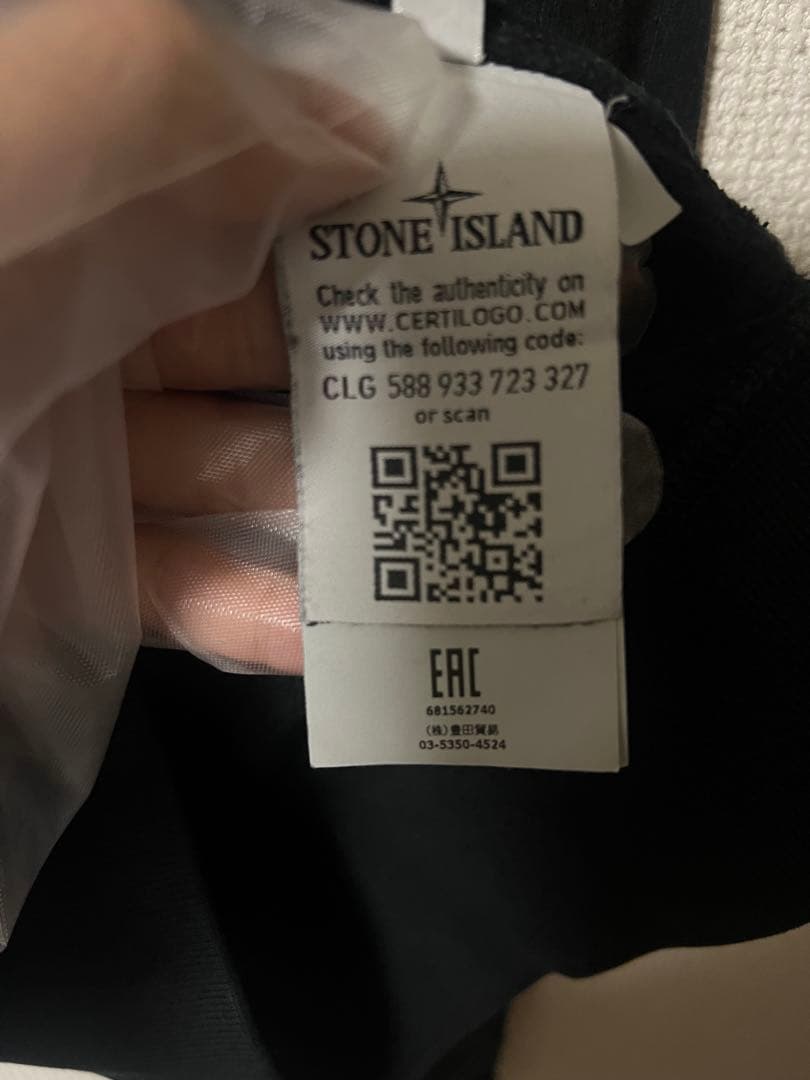 STONE ISLAND
Check the authenticity on
WWW.CERTILOGO.COM
using the following code:
CLG 588 933 723 327
or scan
EAC
681562740
(株)豊田貿易
03-5350-4524